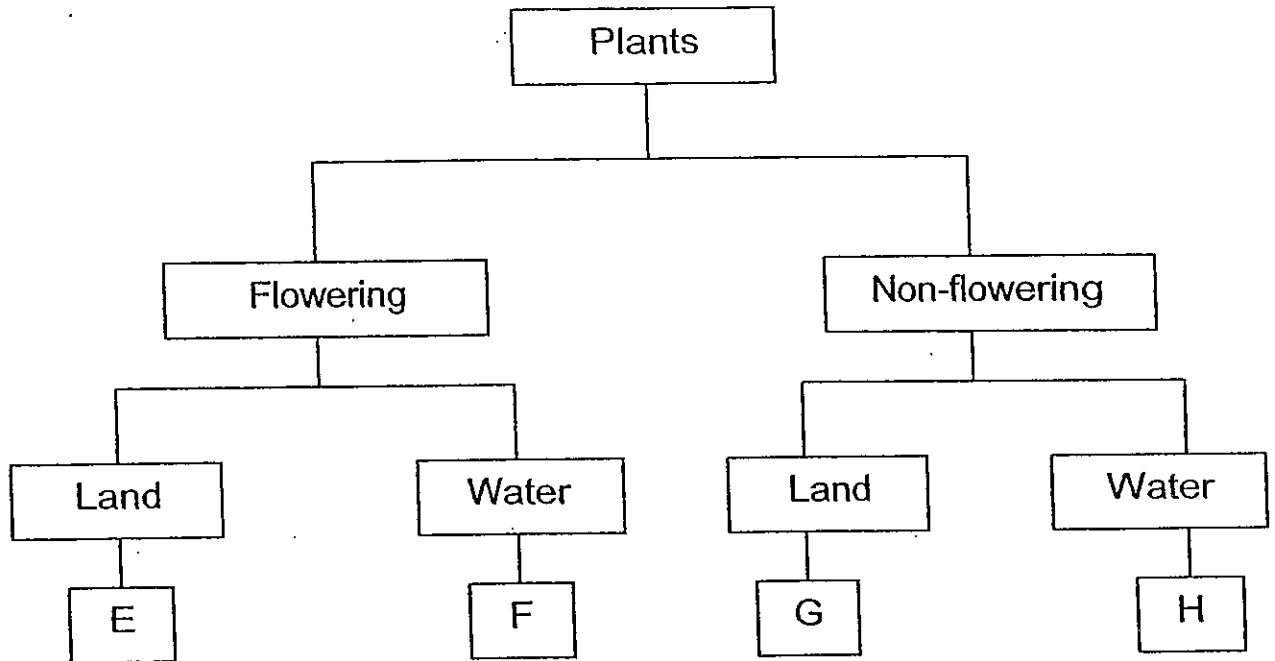 Plants
Flowering
Non-flowering
Land
Water
Land
Water
E
F
G
H